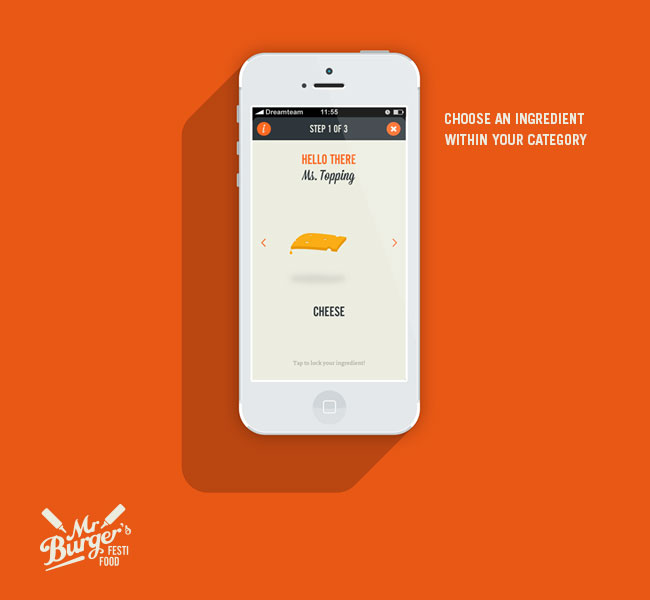 Dreamteam 11:55
i STEP 1 OF 3
HELLO THERE
Ms. Topping
CHEESE
Tap to lock your ingredient!
CHOOSE AN INGREDIENT
WITHIN YOUR CATEGORY
Mr
Burger's
FESTI
FOOD